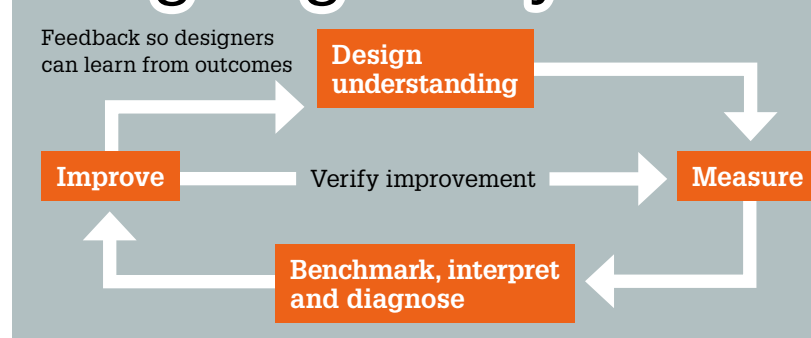 Feedback so designers
can learn from outcomes
Design
understanding
Improve
Verify improvement
Measure
Benchmark, interpret
and diagnose